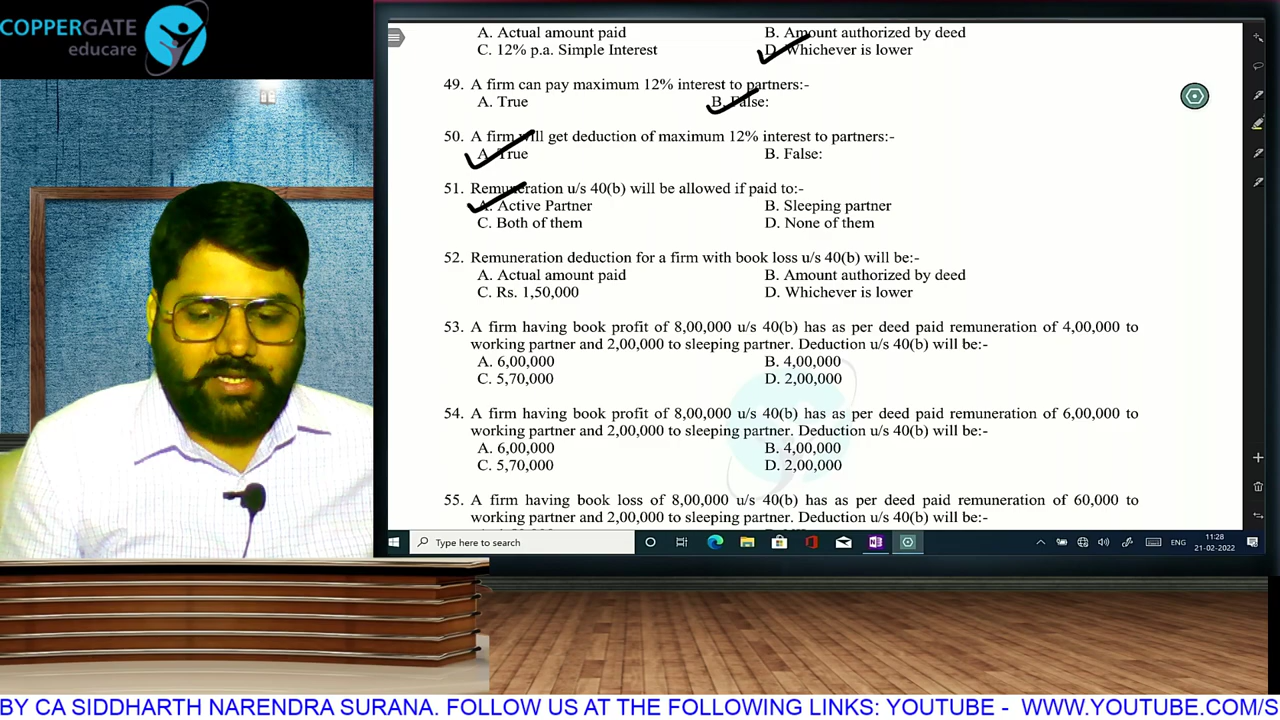 COPPERGATE
educare
A. Actual amount paid B. Amount authorized by deed
C. 12% p.a. Simple Interest D. Whichever is lower
49. A firm can pay maximum 12% interest to partners:-
A. True B. False:
50. A firm will get deduction of maximum 12% interest to partners:-
A. True B. False:
51. Remuneration u/s 40(b) will be allowed if paid to:-
A. Active Partner B. Sleeping partner
C. Both of them D. None of them
52. Remuneration deduction for a firm with book loss u/s 40(b) will be:-
A. Actual amount paid B. Amount authorized by deed
C. Rs. 1,50,000 D. Whichever is lower
53. A firm having book profit of 8,00,000 u/s 40(b) has as per deed paid remuneration of 4,00,000 to
working partner and 2,00,000 to sleeping partner. Deduction u/s 40(b) will be:-
A. 6,00,000 B. 4,00,000
C. 5,70,000 D. 2,00,000
54. A firm having book profit of 8,00,000 u/s 40(b) has as per deed paid remuneration of 6,00,000 to
working partner and 2,00,000 to sleeping partner. Deduction u/s 40(b) will be:-
A. 6,00,000 B. 4,00,000
C. 5,70,000 D. 2,00,000
55. A firm having book loss of 8,00,000 u/s 40(b) has as per deed paid remuneration of 60,000 to
working partner and 2,00,000 to sleeping partner. Deduction u/s 40(b) will be:-
Type here to search
ENG
11:28
21-02-2022
BY CA SIDDHARTH NARENDRA SURANA. FOLLOW US AT THE FOLLOWING LINKS: YOUTUBE - WWW.YOUTUBE.COM/S